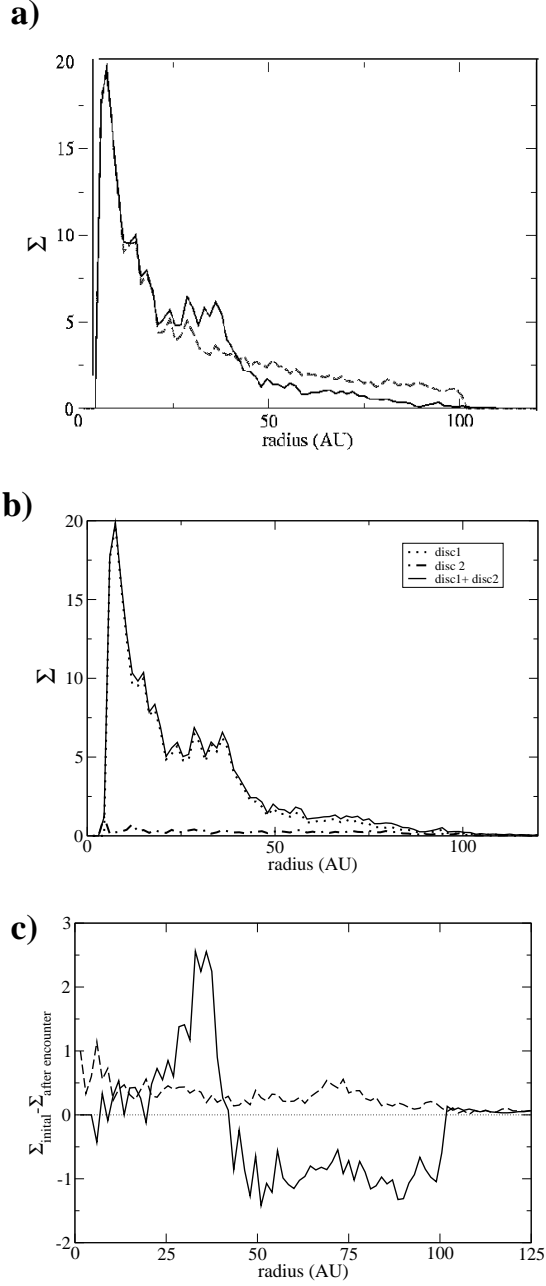 a)
20
15
10
5
0
Σ
0 50 100
radius (AU)
b)
20
15
10
5
0
Σ
disc1
disc 2
disc1+ disc2
0 50 100
radius (AU)
c)
3
2
1
0
-1
-2
Σinital-Σafter encounter
0 25 50 75 100 125
radius (AU)